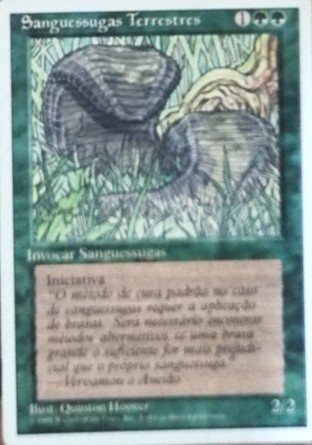 Sanguessugas Terrestres 1
Invocar Sanguessugas
Iniciativa
"O método de cura padrão no caso
de sanguessugas requer a aplicação
de brasas. Será necessário encontrar
métodos alternativos se uma brasa
grande o suficiente for mais prejudi-
cial que o próprio sanguessuga."
Vervamon o Ancião
Illus. Quinton Hoover
2/2